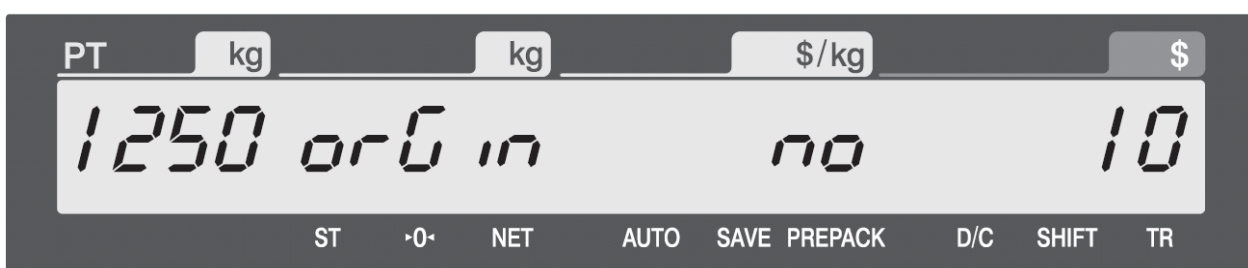 PT kg kg $/kg $
1250 orGin no 10
ST ▸0◂ NET AUTO SAVE PREPACK D/C SHIFT TR